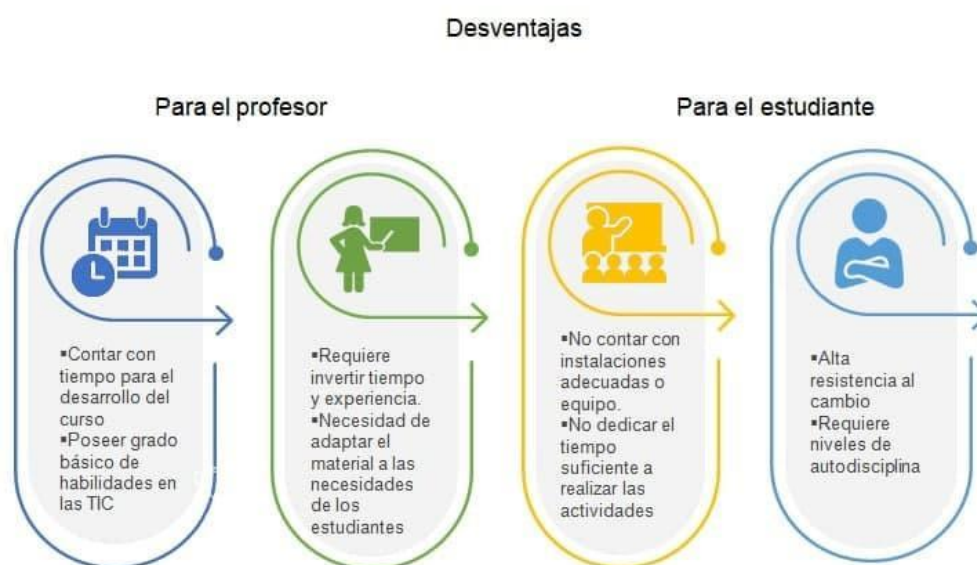 Desventajas
Para el profesor
Para el estudiante
▪Contar con
tiempo para el
desarrollo del
curso
▪Poseer grado
básico de
habilidades en
las TIC
▪Requiere
invertir tiempo
y experiencia.
▪Necesidad de
adaptar el
material a las
necesidades
de los
estudiantes
▪No contar con
instalaciones
adecuadas o
equipo.
▪No dedicar el
tiempo
suficiente a
realizar las
actividades
▪Alta
resistencia al
cambio
▪Requiere
niveles de
autodisciplina